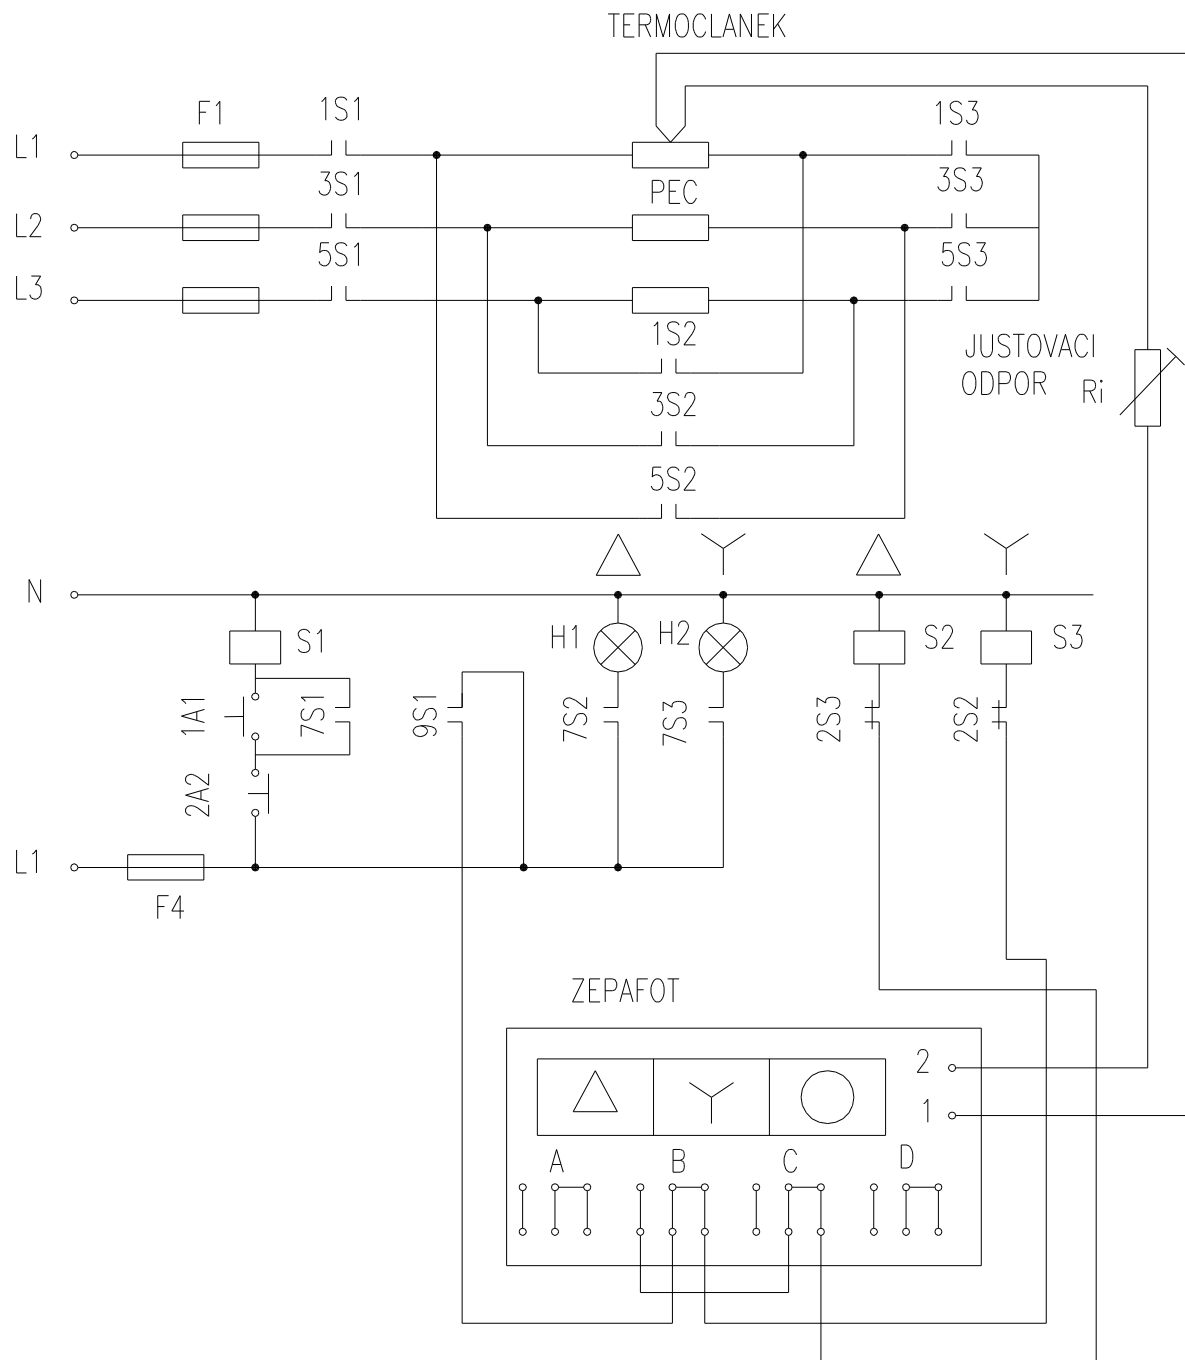 TERMOCLANEK
F1
1S1
1S3
L1
3S1
PEC
3S3
L2
5S1
5S3
L3
1S2
JUSTOVACI
ODPOR
Ri
3S2
5S2
N
S1
H1
H2
S2
S3
1A1
7S1
9S1
7S2
7S3
2S3
2S2
2A2
L1
F4
ZEPAFOT
2
1
A
B
C
D